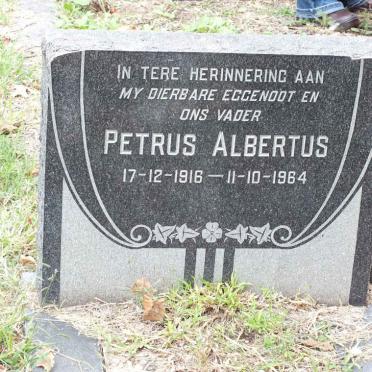 IN TERE HERINNERING AAN
MY DIERBARE EGGENOOT EN
ONS VADER
PETRUS ALBERTUS
17-12-1916 — 11-10-1964